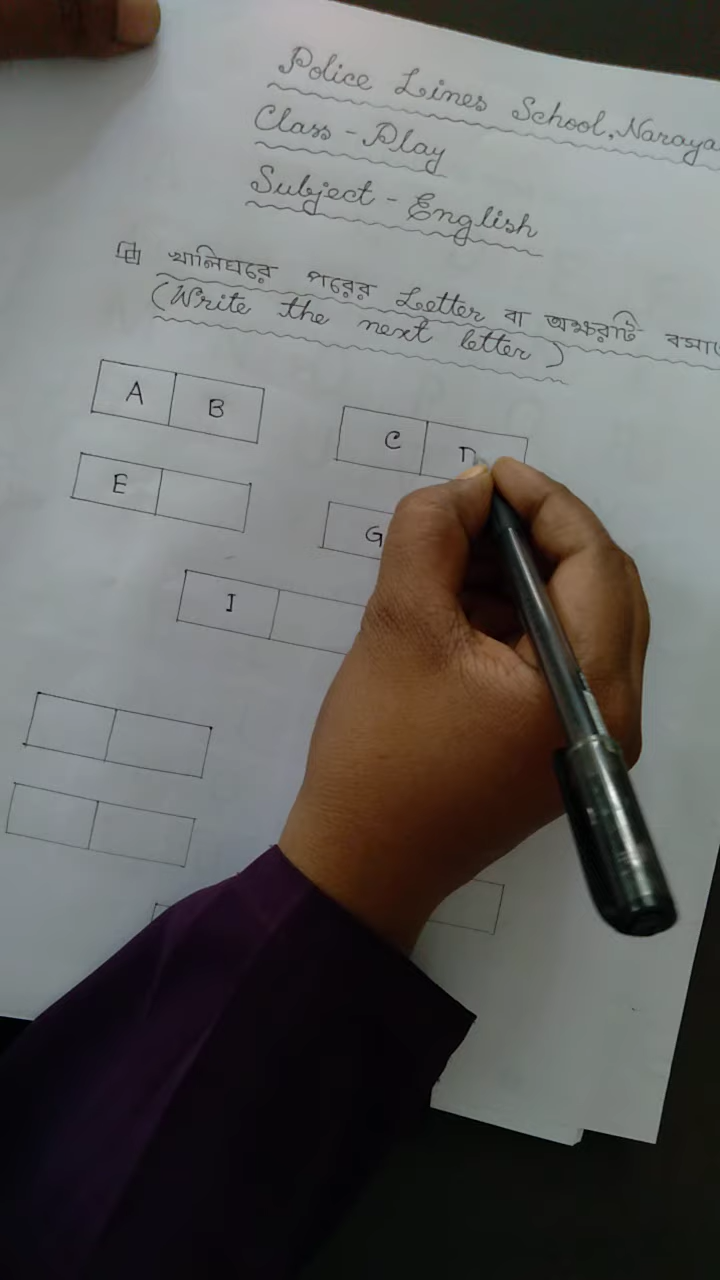 Police Lines School, Naraya
Class - Play
Subject - English
খালিঘরে পরের Letter বা অক্ষরটি বসা
(Write the next letter)
A B C D
E G
I